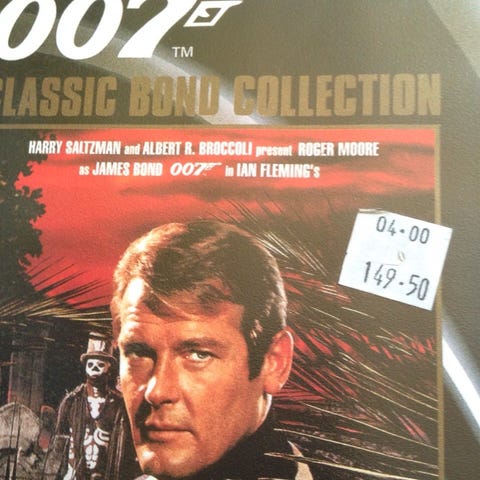 007 TM
CLASSIC BOND COLLECTION
HARRY SALTZMAN and ALBERT R. BROCCOLI present ROGER MOORE
as JAMES BOND 007 in IAN FLEMING's
04·00
149·50